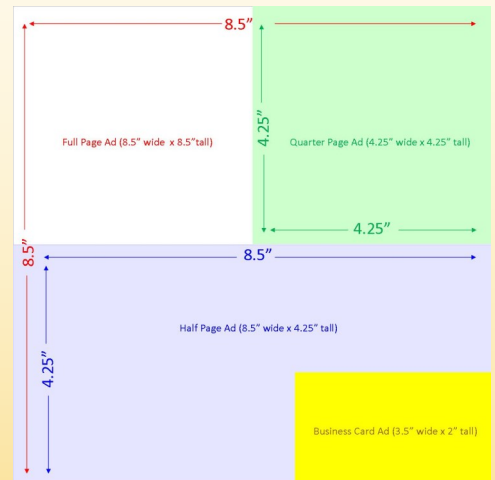 8.5”
Full Page Ad (8.5” wide  x 8.5”tall)
4.25”
Quarter Page Ad (4.25” wide x 4.25” tall)
4.25”
8.5”
8.5”
Half Page Ad (8.5” wide x 4.25” tall)
4.25”
Business Card Ad (3.5” wide x 2” tall)